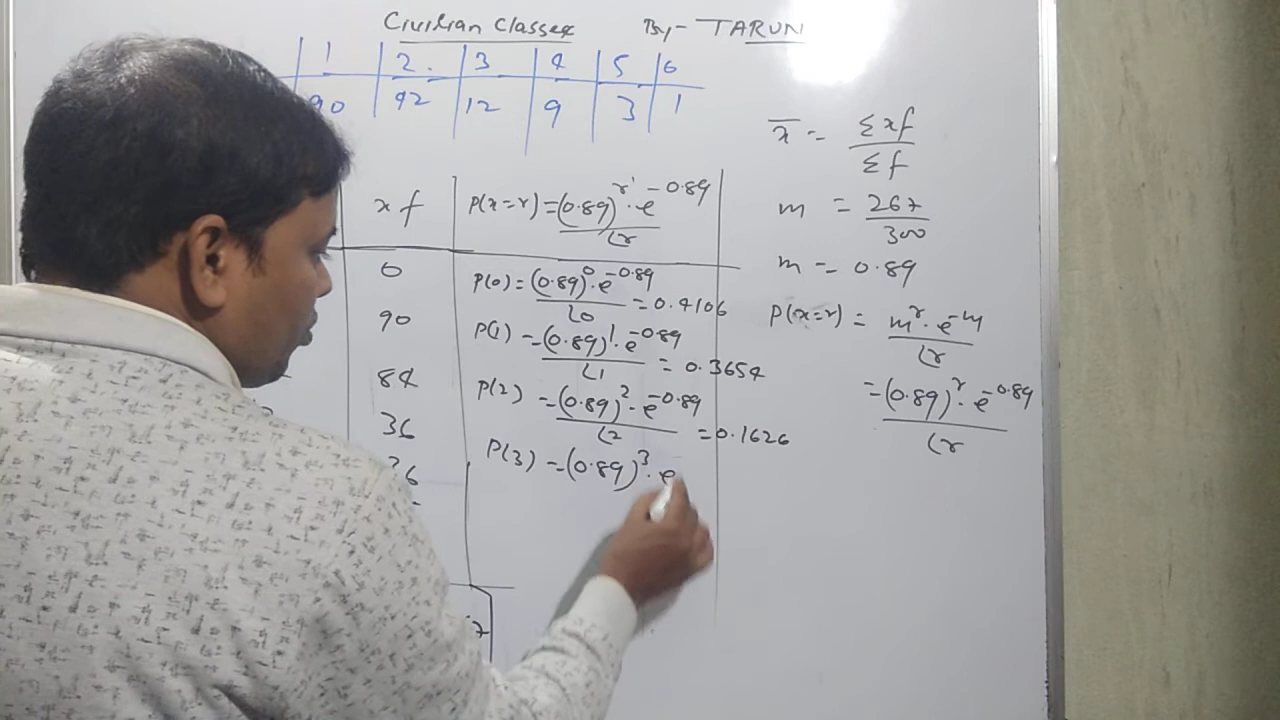 Civilian Classes By:- TARUN
1 2. 3 4 5 6
90 42 12 9 3 1
x̄ = Σxf / Σf
xf P(x=r) = (0.89)^r · e^-0.89 / ∟r
m = 267 / 300
0 P(0) = (0.89)^0 · e^-0.89 / ∟0 = 0.4106
m = 0.89
90 P(1) = (0.89)^1 · e^-0.89 / ∟1 = 0.3654
P(x=r) = m^r · e^-m / ∟r
84 P(2) = (0.89)^2 · e^-0.89 / ∟2 = 0.1626
= (0.89)^r · e^-0.89 / ∟r
36 P(3) = (0.89)^3 · e
36
7